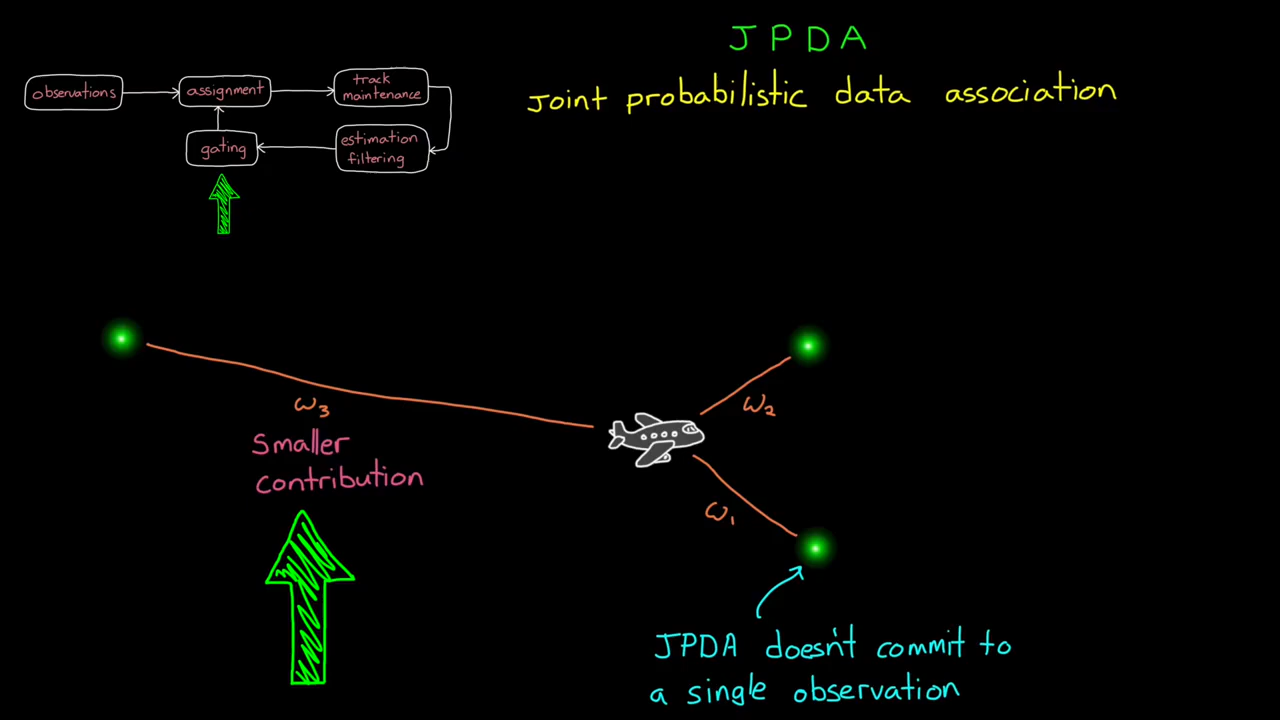 JPDA
Joint probabilistic data association
observations
assignment
track
maintenance
gating
estimation
filtering
ω₃
smaller
contribution
ω₂
ω₁
JPDA doesn't commit to
a single observation